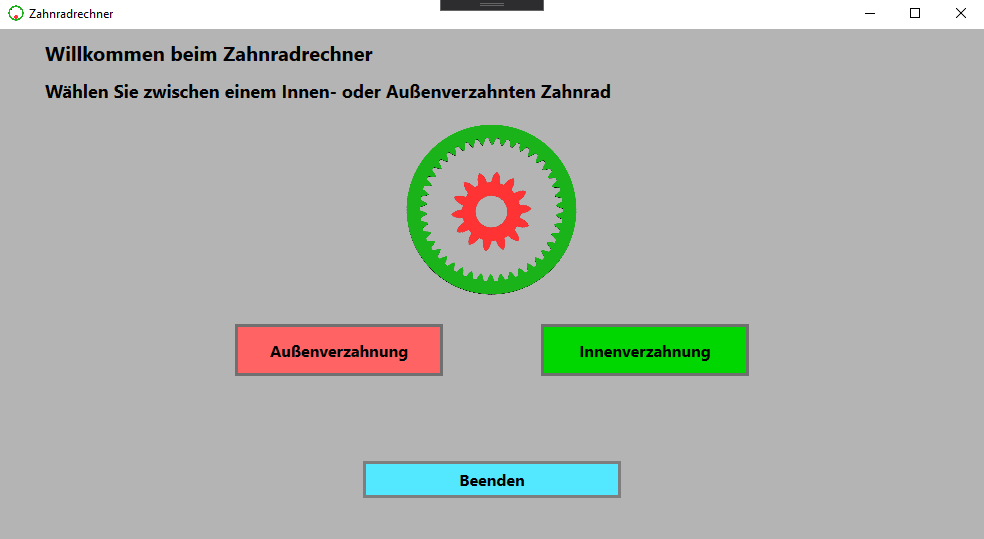 Zahnradrechner
Willkommen beim Zahnradrechner
Wählen Sie zwischen einem Innen- oder Außenverzahnten Zahnrad
Außenverzahnung
Innenverzahnung
Beenden